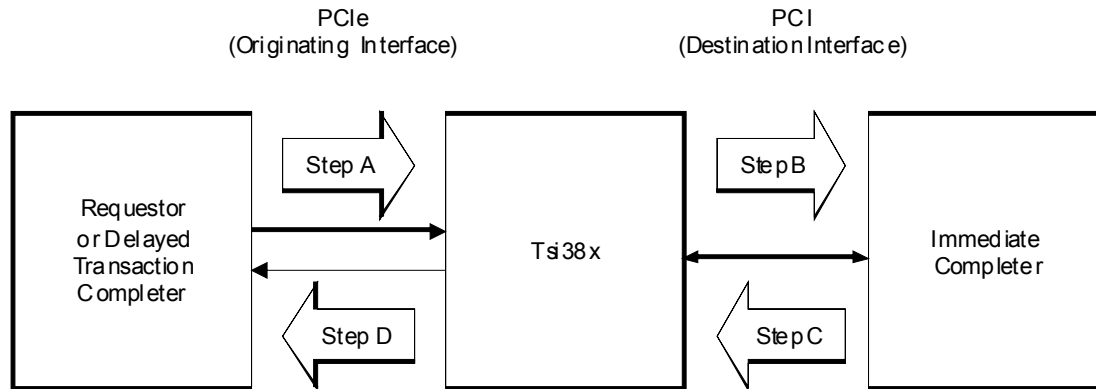 PCIe
(Originating Interface)
PCI
(Destination Interface)
Step A
Step B
Requestor
or Delayed
Transaction
Completer
Tsi38x
Immediate
Completer
Step D
Step C